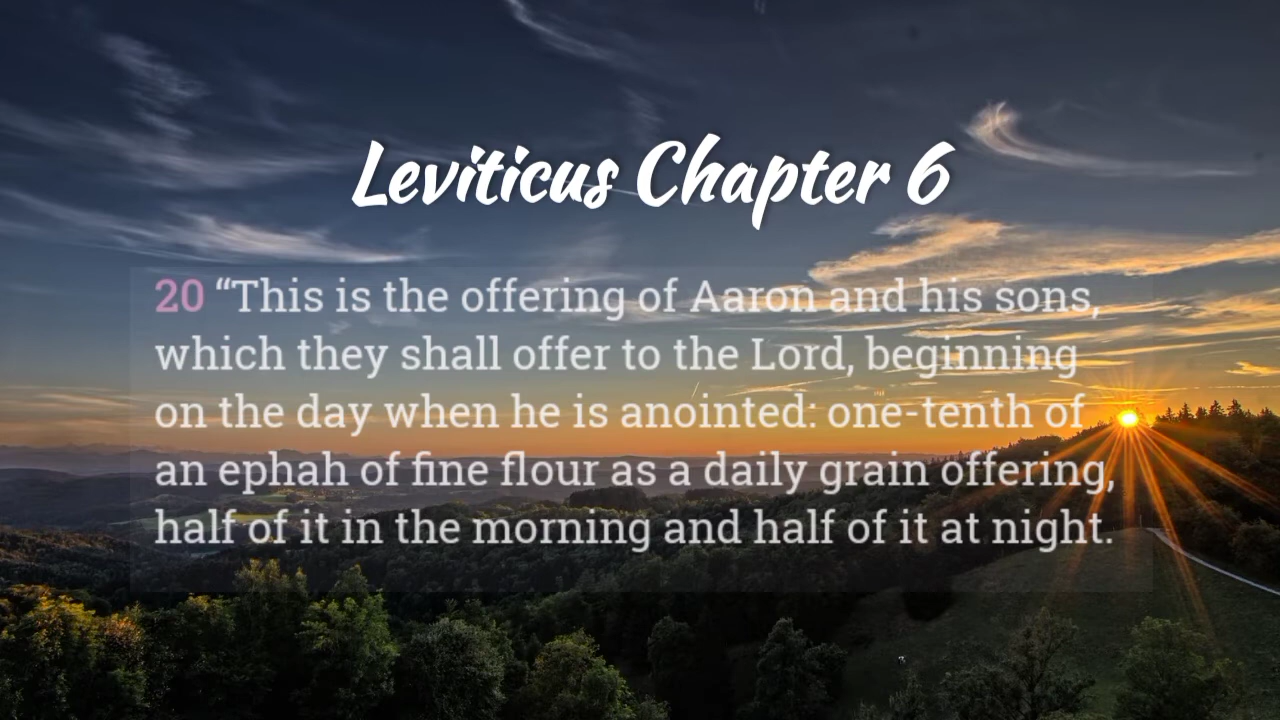 Leviticus Chapter 6
20 “This is the offering of Aaron and his sons,
which they shall offer to the Lord, beginning
on the day when he is anointed: one-tenth of
an ephah of fine flour as a daily grain offering,
half of it in the morning and half of it at night.